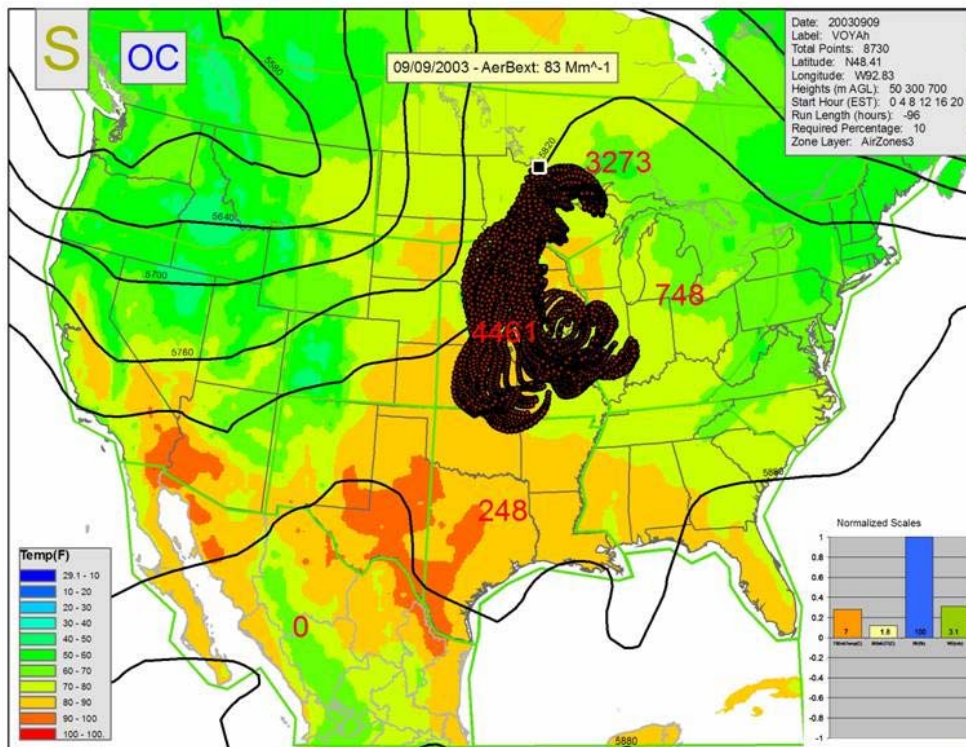 S
OC
09/09/2003 - AerBext: 83 Mm^-1
Date: 20030909
Label: VOYAh
Total Points: 8730
Latitude: N48.41
Longitude: W92.83
Heights (m AGL): 50 300 700
Start Hour (EST): 0 4 8 12 16 20
Run Length (hours): -96
Required Percentage: 10
Zone Layer: AirZones3
5580
5820
3273
5640
5700
748
4461
5760
5880
248
0
5880
Temp(F)
29.1 - 10
10 - 20
20 - 30
30 - 40
40 - 50
50 - 60
60 - 70
70 - 80
80 - 90
90 - 100
100 - 100.
Normalized Scales
1
0.8
0.6
0.4
0.2
0
-0.2
-0.4
-0.6
-0.8
-1
7
1.8
100
3.1